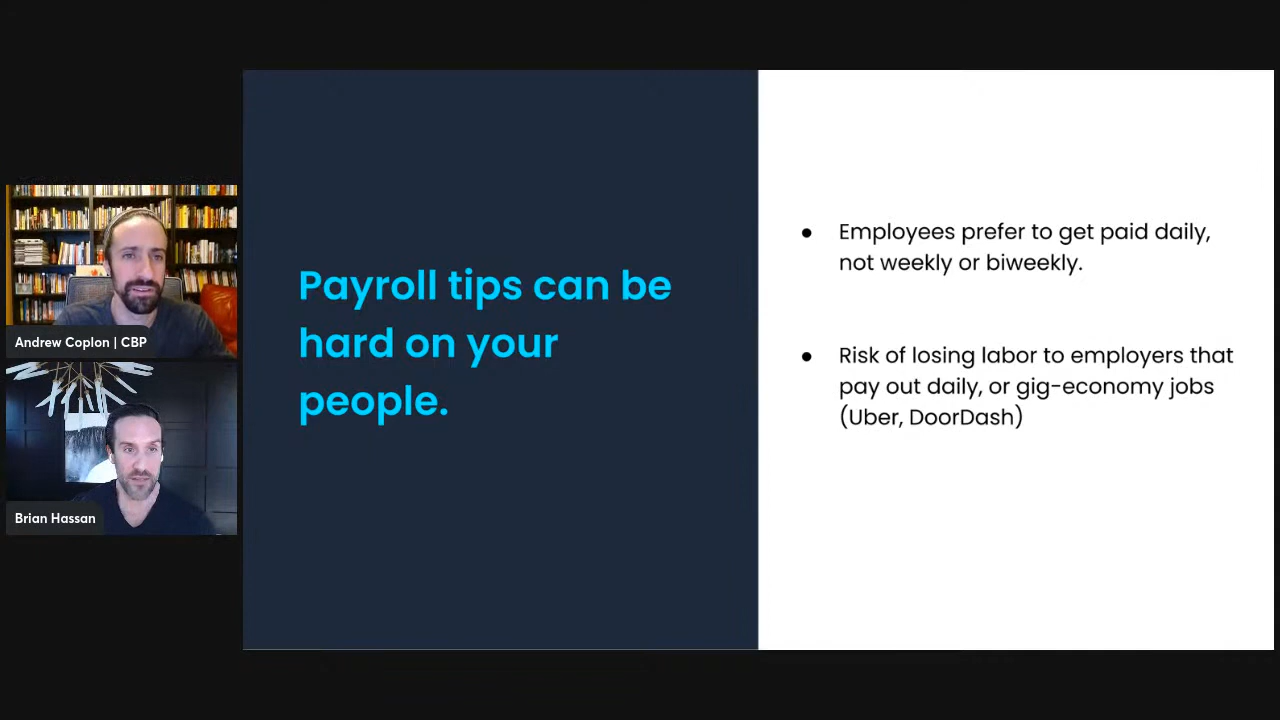 Andrew Coplon | CBP
Brian Hassan
Payroll tips can be
hard on your
people.
● Employees prefer to get paid daily,
not weekly or biweekly.
● Risk of losing labor to employers that
pay out daily, or gig-economy jobs
(Uber, DoorDash)